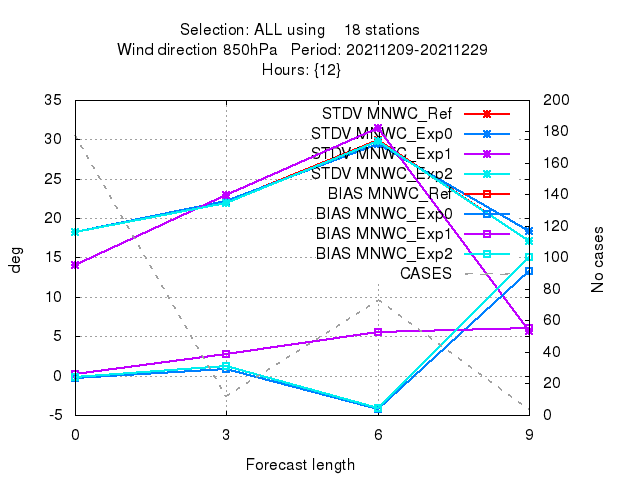 Selection: ALL using 18 stations
Wind direction 850hPa Period: 20211209-20211229
Hours: {12}
35
30
25
20
15
10
5
0
-5
deg
200
180
160
140
120
100
80
60
40
20
0
No cases
STDV MNWC_Ref
STDV MNWC_Exp0
STDV MNWC_Exp1
STDV MNWC_Exp2
BIAS MNWC_Ref
BIAS MNWC_Exp0
BIAS MNWC_Exp1
BIAS MNWC_Exp2
CASES
0 3 6 9
Forecast length